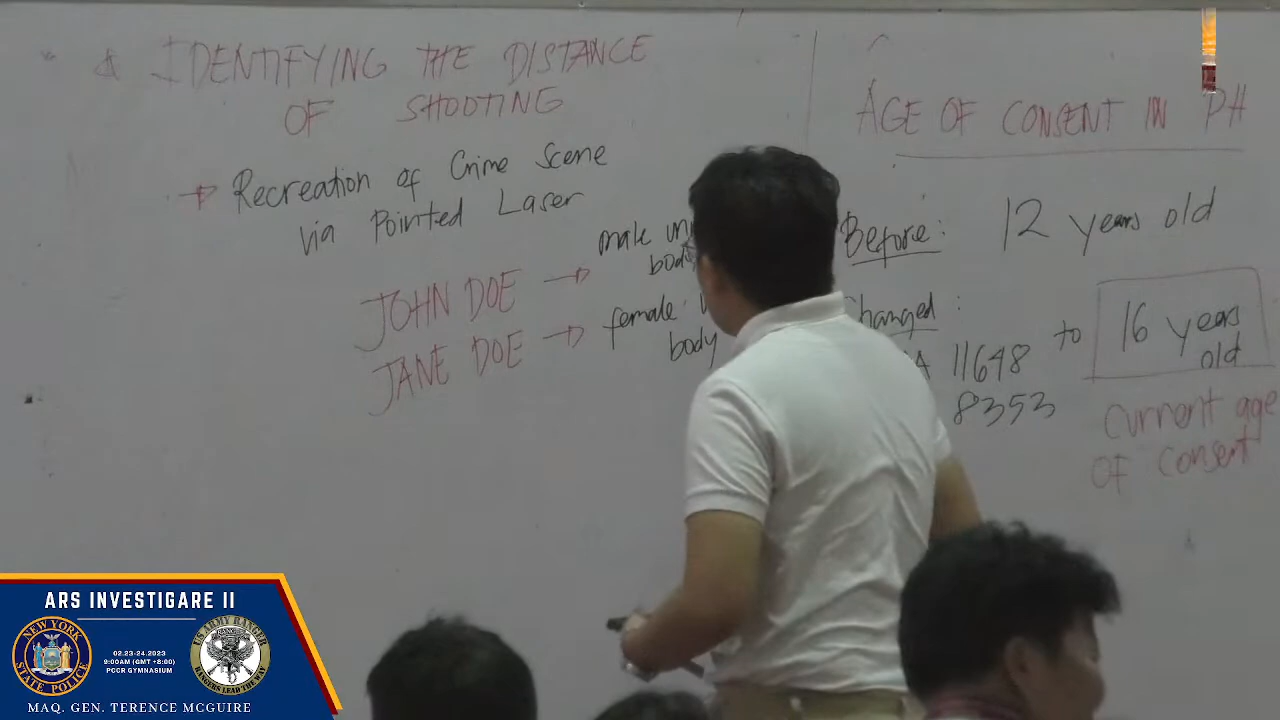 IDENTIFYING THE DISTANCE
OF SHOOTING
Recreation of Crime Scene
via Pointed Laser
JOHN DOE → male
body
JANE DOE → female
body
AGE OF CONSENT IN PH
Before: 12 years old
hanged :
11648 to 16 years
old
8353
current age
OF consent
ARS INVESTIGARE II
NEW YORK
STATE POLICE
02.23-24.2023
9:00AM (GMT +8:00)
PCCR GYMNASIUM
US ARMY RANGER
RANGERS LEAD THE WAY
MAQ. GEN. TERENCE MCGUIRE